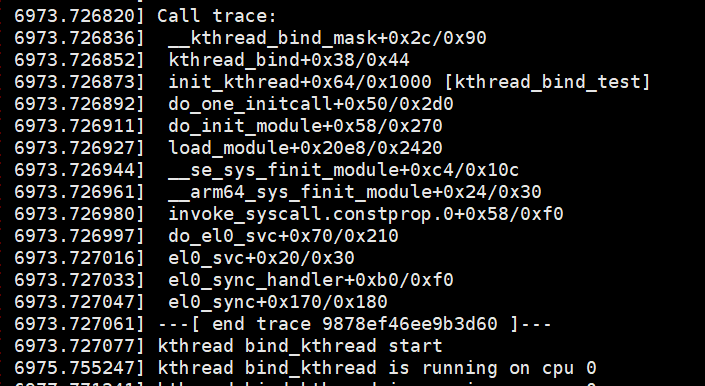 6973.726820] Call trace:
6973.726836]  __kthread_bind_mask+0x2c/0x90
6973.726852]  kthread_bind+0x38/0x44
6973.726873]  init_kthread+0x64/0x1000 [kthread_bind_test]
6973.726892]  do_one_initcall+0x50/0x2d0
6973.726911]  do_init_module+0x58/0x270
6973.726927]  load_module+0x20e8/0x2420
6973.726944]  __se_sys_finit_module+0xc4/0x10c
6973.726961]  __arm64_sys_finit_module+0x24/0x30
6973.726980]  invoke_syscall.constprop.0+0x58/0xf0
6973.726997]  do_el0_svc+0x70/0x210
6973.727016]  el0_svc+0x20/0x30
6973.727033]  el0_sync_handler+0xb0/0xf0
6973.727047]  el0_sync+0x170/0x180
6973.727061] ---[ end trace 9878ef46ee9b3d60 ]---
6973.727077] kthread bind_kthread start
6975.755247] kthread bind_kthread is running on cpu 0